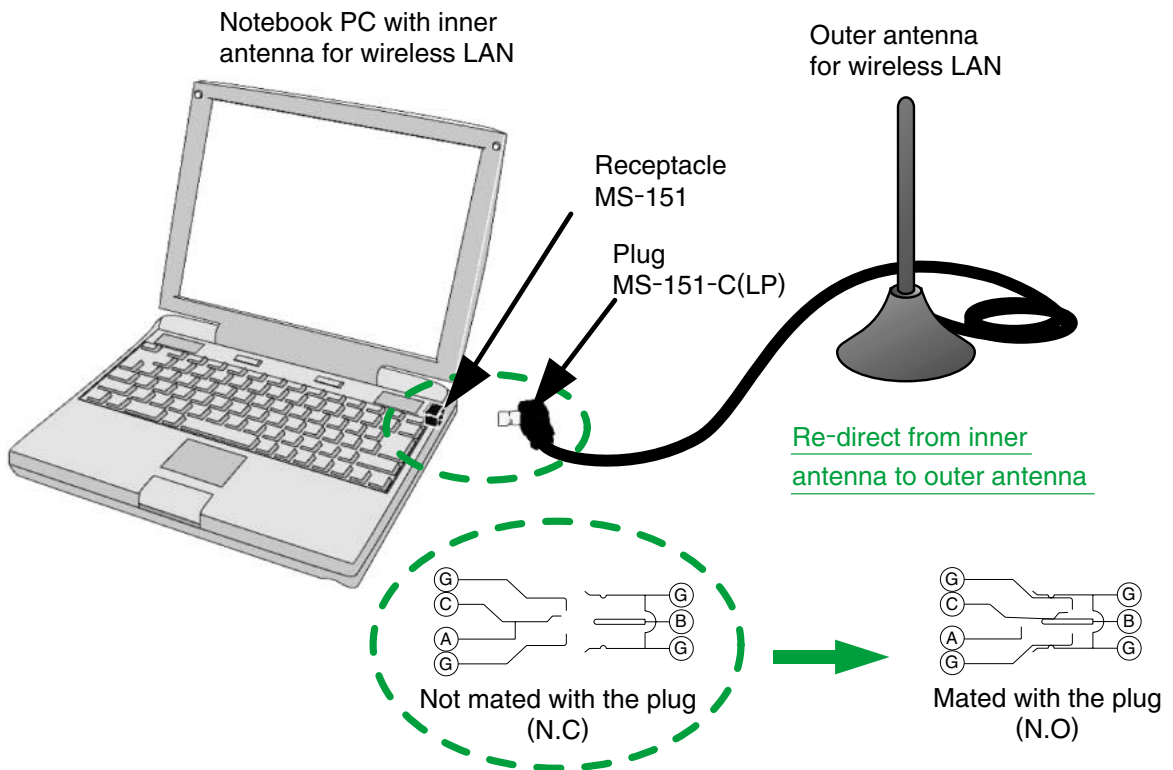 Notebook PC with inner
antenna for wireless LAN
Outer antenna
for wireless LAN
Receptacle
MS-151
Plug
MS-151-C(LP)
Re-direct from inner
antenna to outer antenna
G
C
A
G
G
B
G
Not mated with the plug
(N.C)
G
C
A
G
G
B
G
Mated with the plug
(N.O)